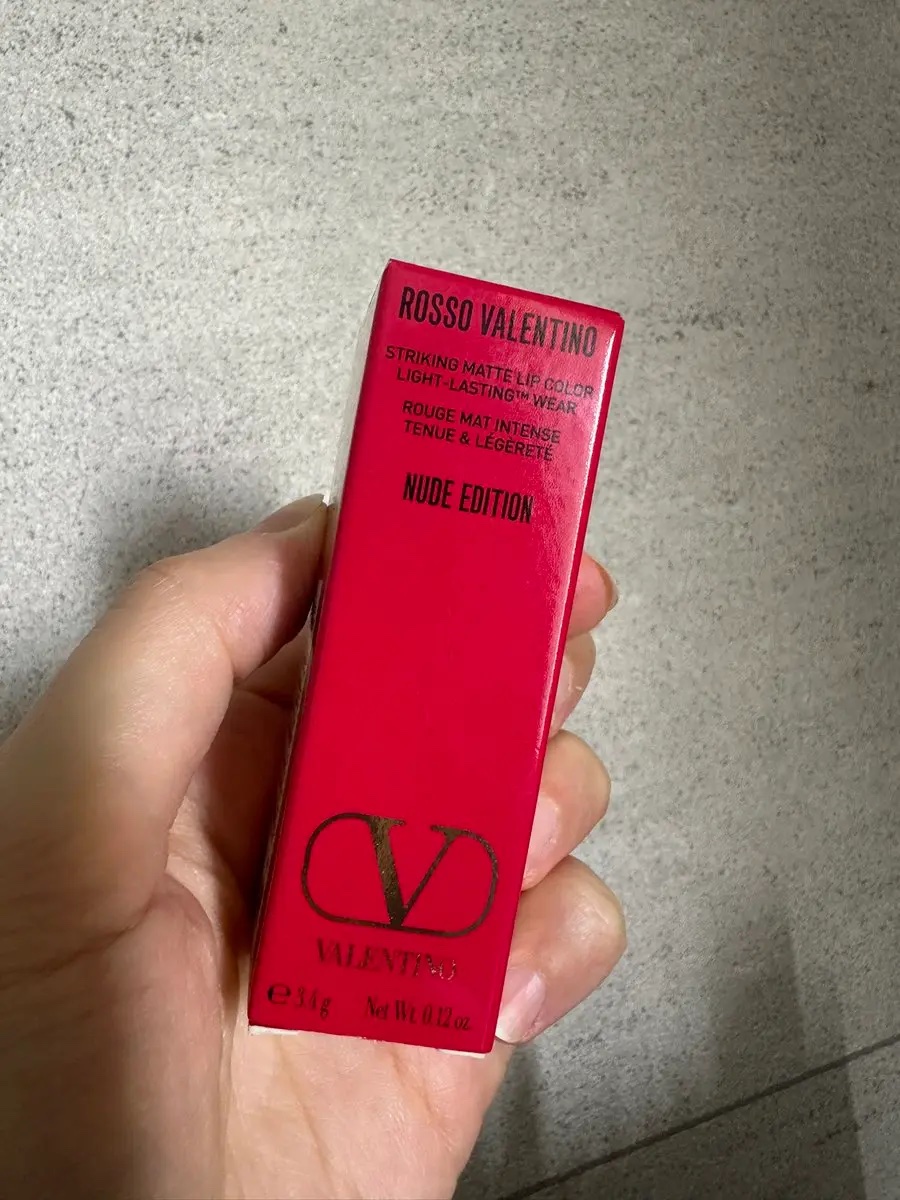 ROSSO VALENTINO
STRIKING MATTE LIP COLOR
LIGHT-LASTING™ WEAR
ROUGE MAT INTENSE
TENUE & LÉGÈRETÉ
NUDE EDITION
V
VALENTINO
℮ 3.4 g Net Wt. 0.12 oz